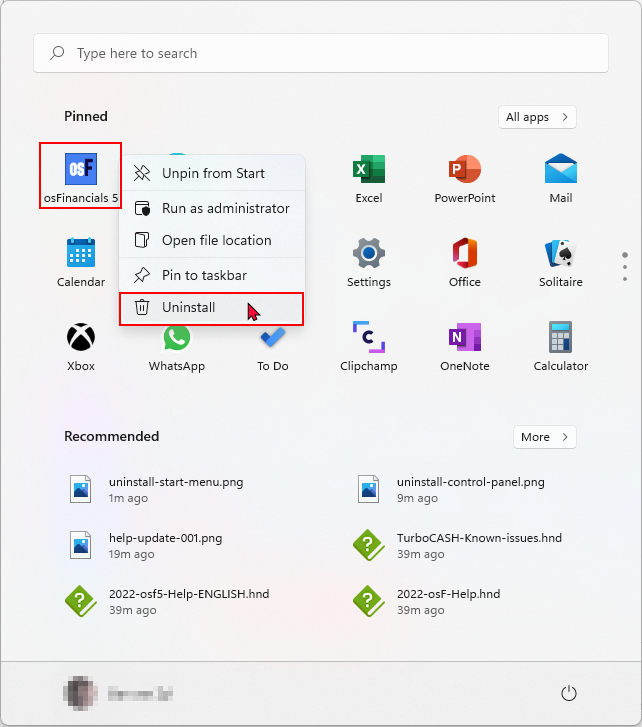 Type here to search
Pinned
All apps
osF
osFinancials 5
Unpin from Start
Run as administrator
Open file location
Pin to taskbar
Uninstall
Excel
PowerPoint
Mail
Calendar
Settings
Office
Solitaire
Xbox
WhatsApp
To Do
Clipchamp
OneNote
Calculator
Recommended
More
uninstall-start-menu.png
1m ago
uninstall-control-panel.png
9m ago
help-update-001.png
19m ago
TurboCASH-Known-issues.hnd
39m ago
2022-osf5-Help-ENGLISH.hnd
39m ago
2022-osF-Help.hnd
39m ago